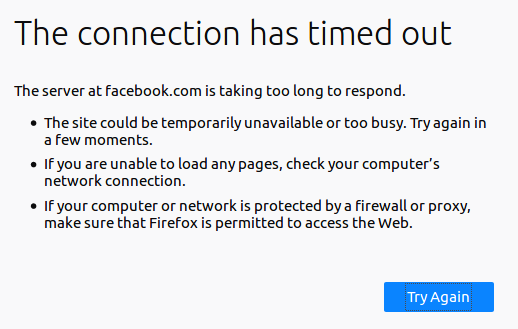 The connection has timed out
The server at facebook.com is taking too long to respond.
• The site could be temporarily unavailable or too busy. Try again in
a few moments.
• If you are unable to load any pages, check your computer’s
network connection.
• If your computer or network is protected by a firewall or proxy,
make sure that Firefox is permitted to access the Web.
Try Again